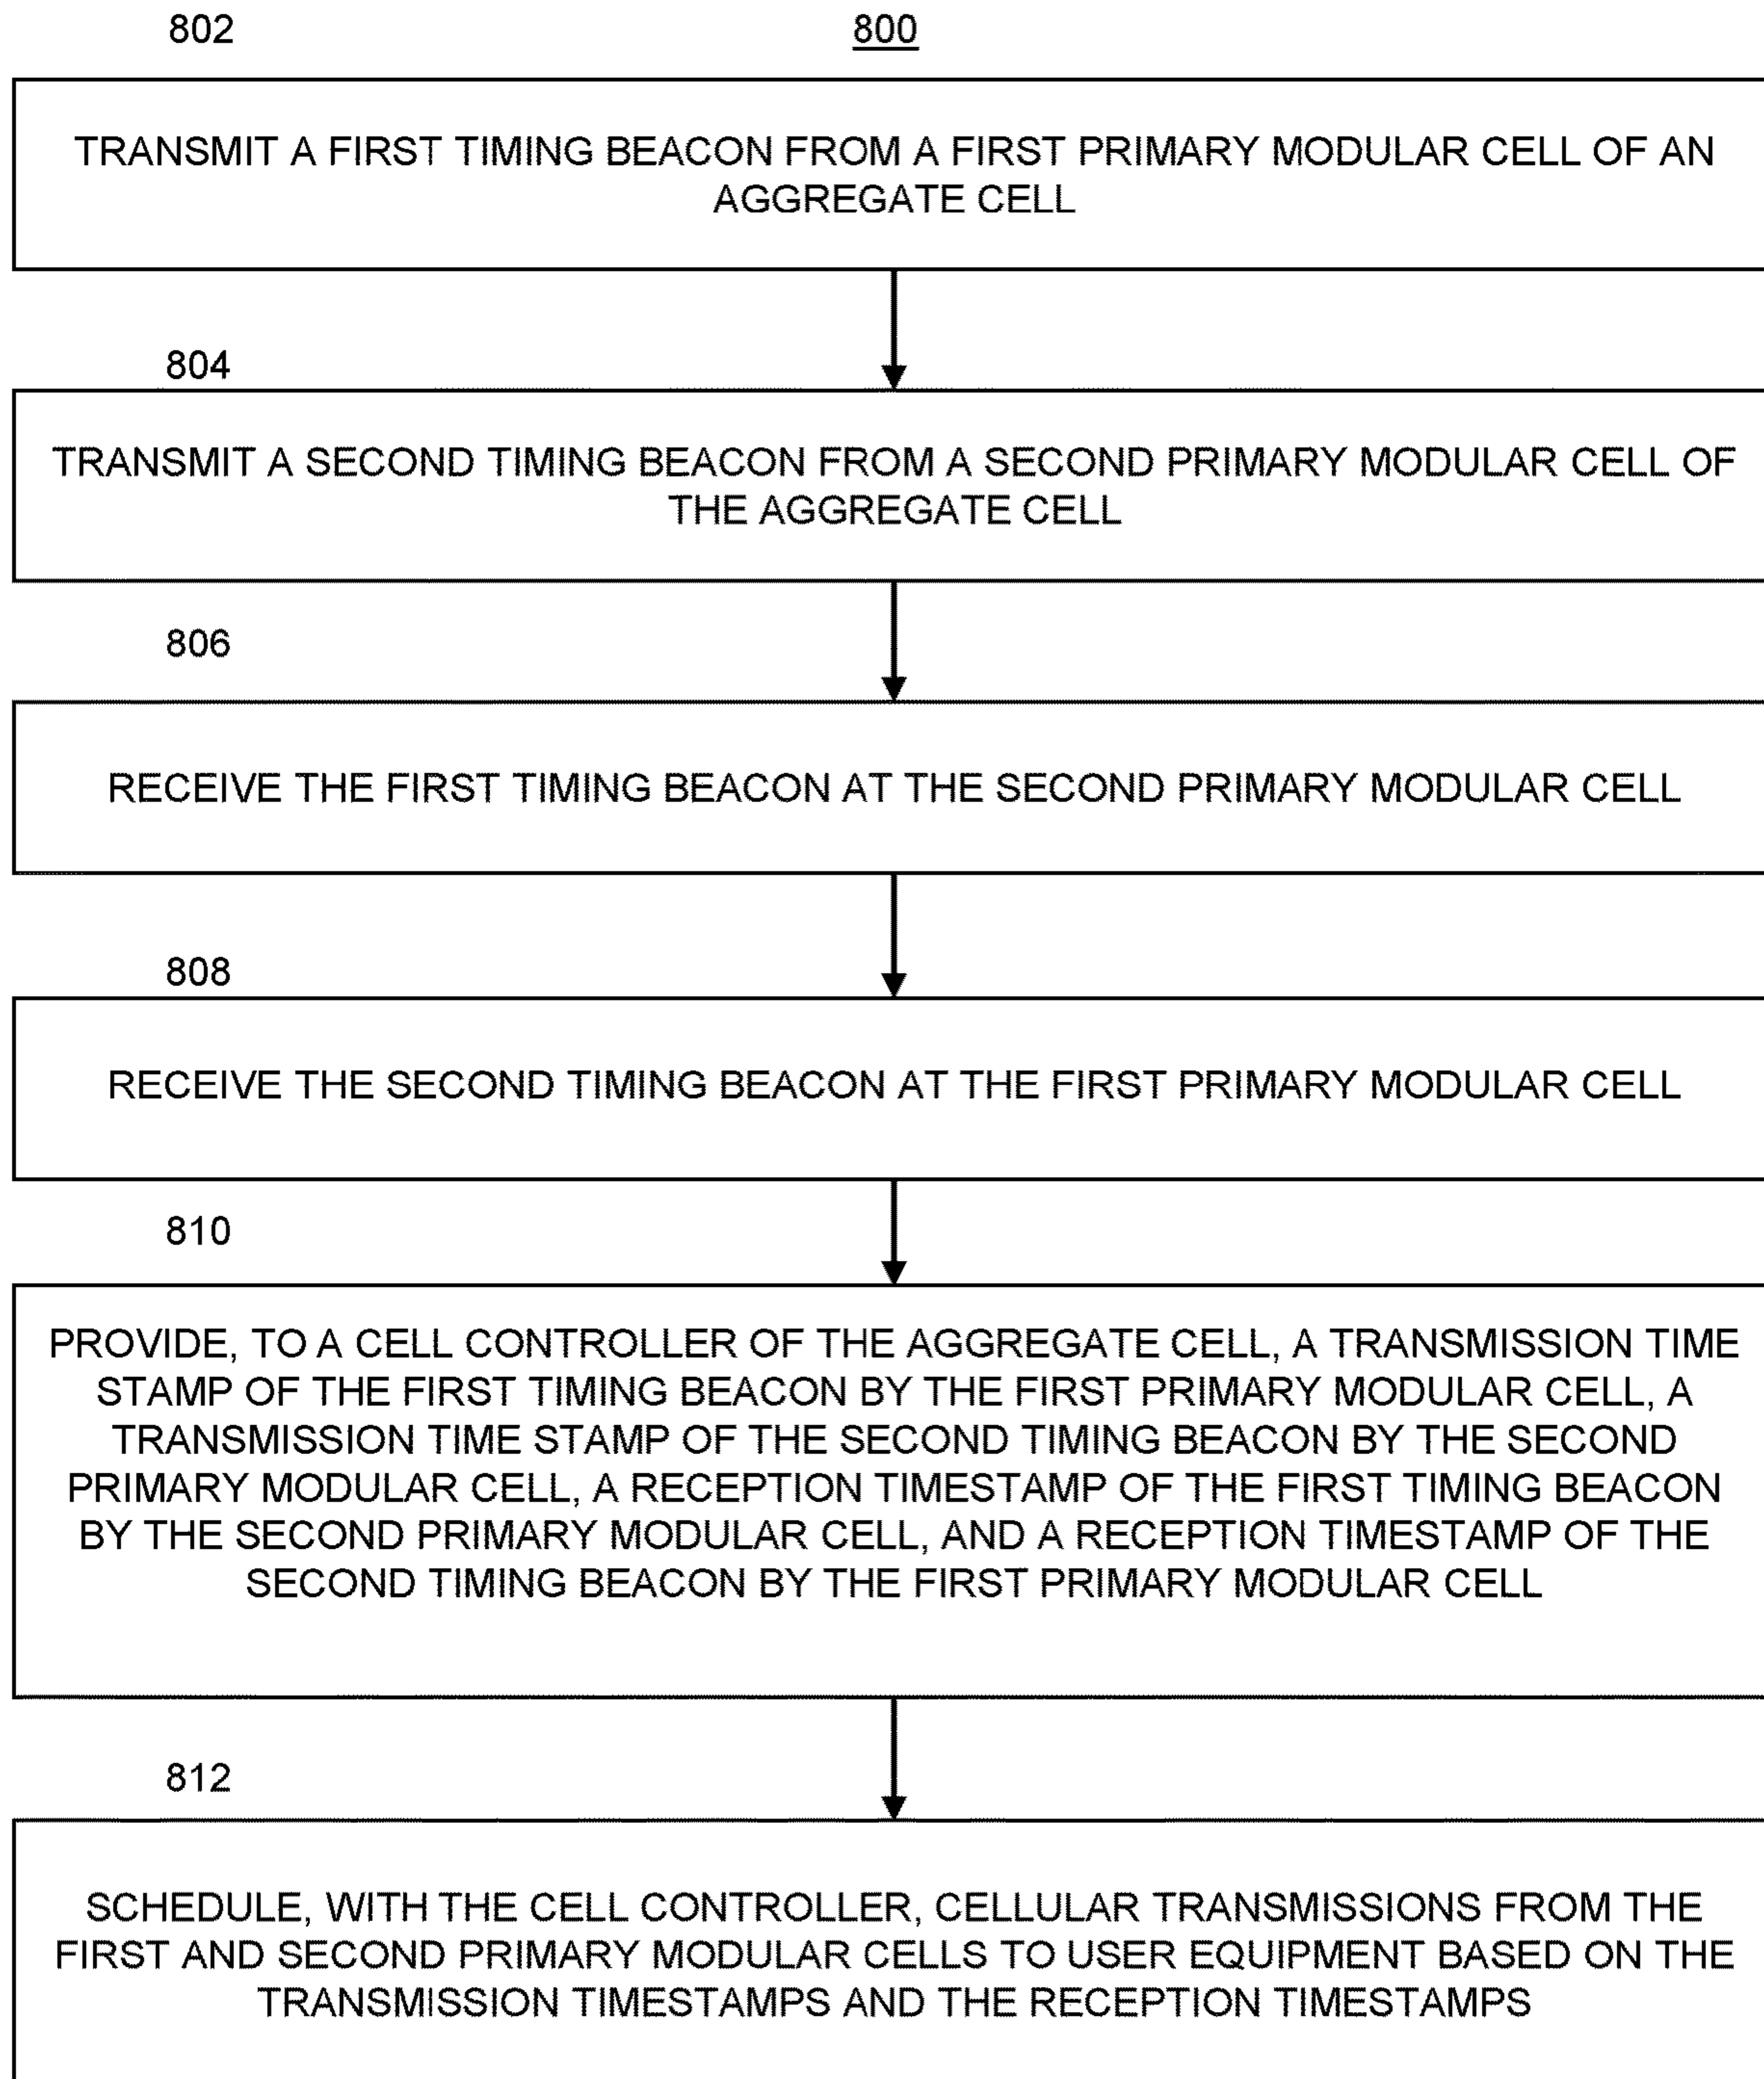 802
800
TRANSMIT A FIRST TIMING BEACON FROM A FIRST PRIMARY MODULAR CELL OF AN
AGGREGATE CELL
804
TRANSMIT A SECOND TIMING BEACON FROM A SECOND PRIMARY MODULAR CELL OF
THE AGGREGATE CELL
806
RECEIVE THE FIRST TIMING BEACON AT THE SECOND PRIMARY MODULAR CELL
808
RECEIVE THE SECOND TIMING BEACON AT THE FIRST PRIMARY MODULAR CELL
810
PROVIDE, TO A CELL CONTROLLER OF THE AGGREGATE CELL, A TRANSMISSION TIME
STAMP OF THE FIRST TIMING BEACON BY THE FIRST PRIMARY MODULAR CELL, A
TRANSMISSION TIME STAMP OF THE SECOND TIMING BEACON BY THE SECOND
PRIMARY MODULAR CELL, A RECEPTION TIMESTAMP OF THE FIRST TIMING BEACON
BY THE SECOND PRIMARY MODULAR CELL, AND A RECEPTION TIMESTAMP OF THE
SECOND TIMING BEACON BY THE FIRST PRIMARY MODULAR CELL
812
SCHEDULE, WITH THE CELL CONTROLLER, CELLULAR TRANSMISSIONS FROM THE
FIRST AND SECOND PRIMARY MODULAR CELLS TO USER EQUIPMENT BASED ON THE
TRANSMISSION TIMESTAMPS AND THE RECEPTION TIMESTAMPS